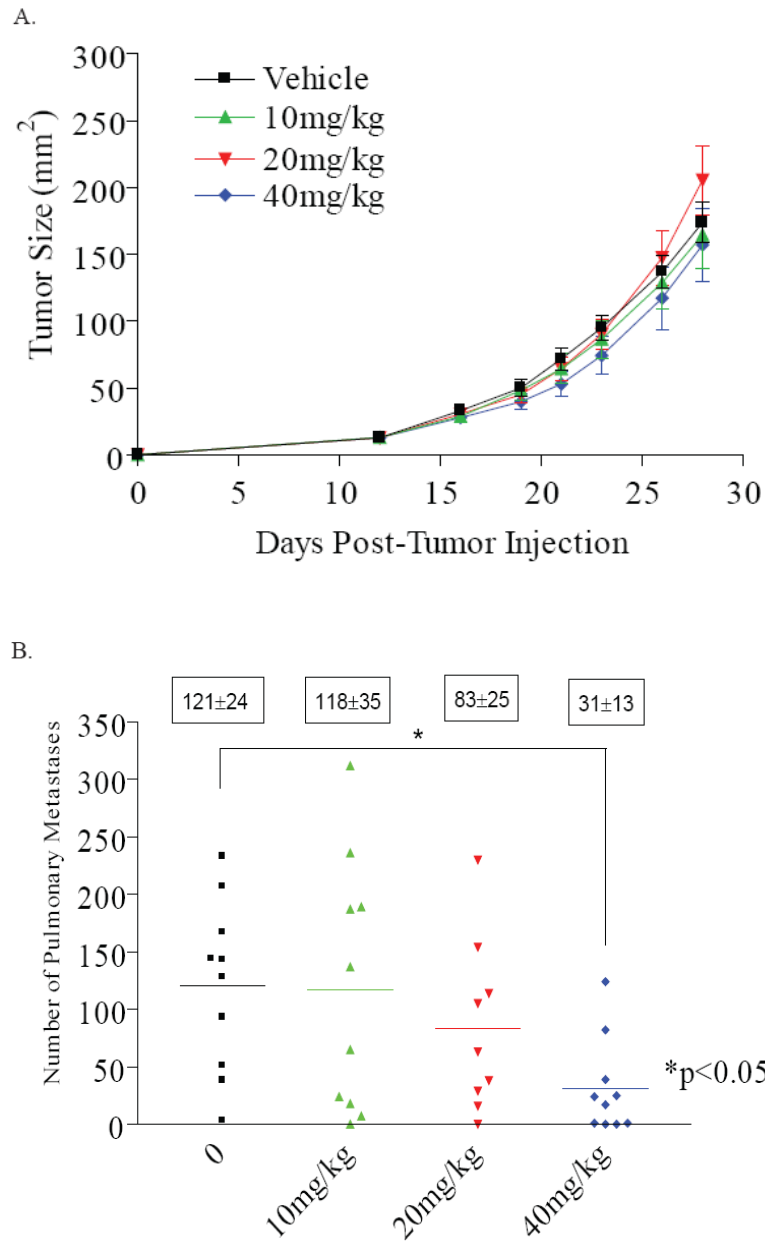 A.
300
250
200
150
100
50
0
Tumor Size (mm²)
Vehicle
10mg/kg
20mg/kg
40mg/kg
0 5 10 15 20 25 30
Days Post-Tumor Injection
B.
121±24 118±35 83±25 31±13
350
300
250
200
150
100
50
0
Number of Pulmonary Metastases
*
*p<0.05
0 10mg/kg 20mg/kg 40mg/kg